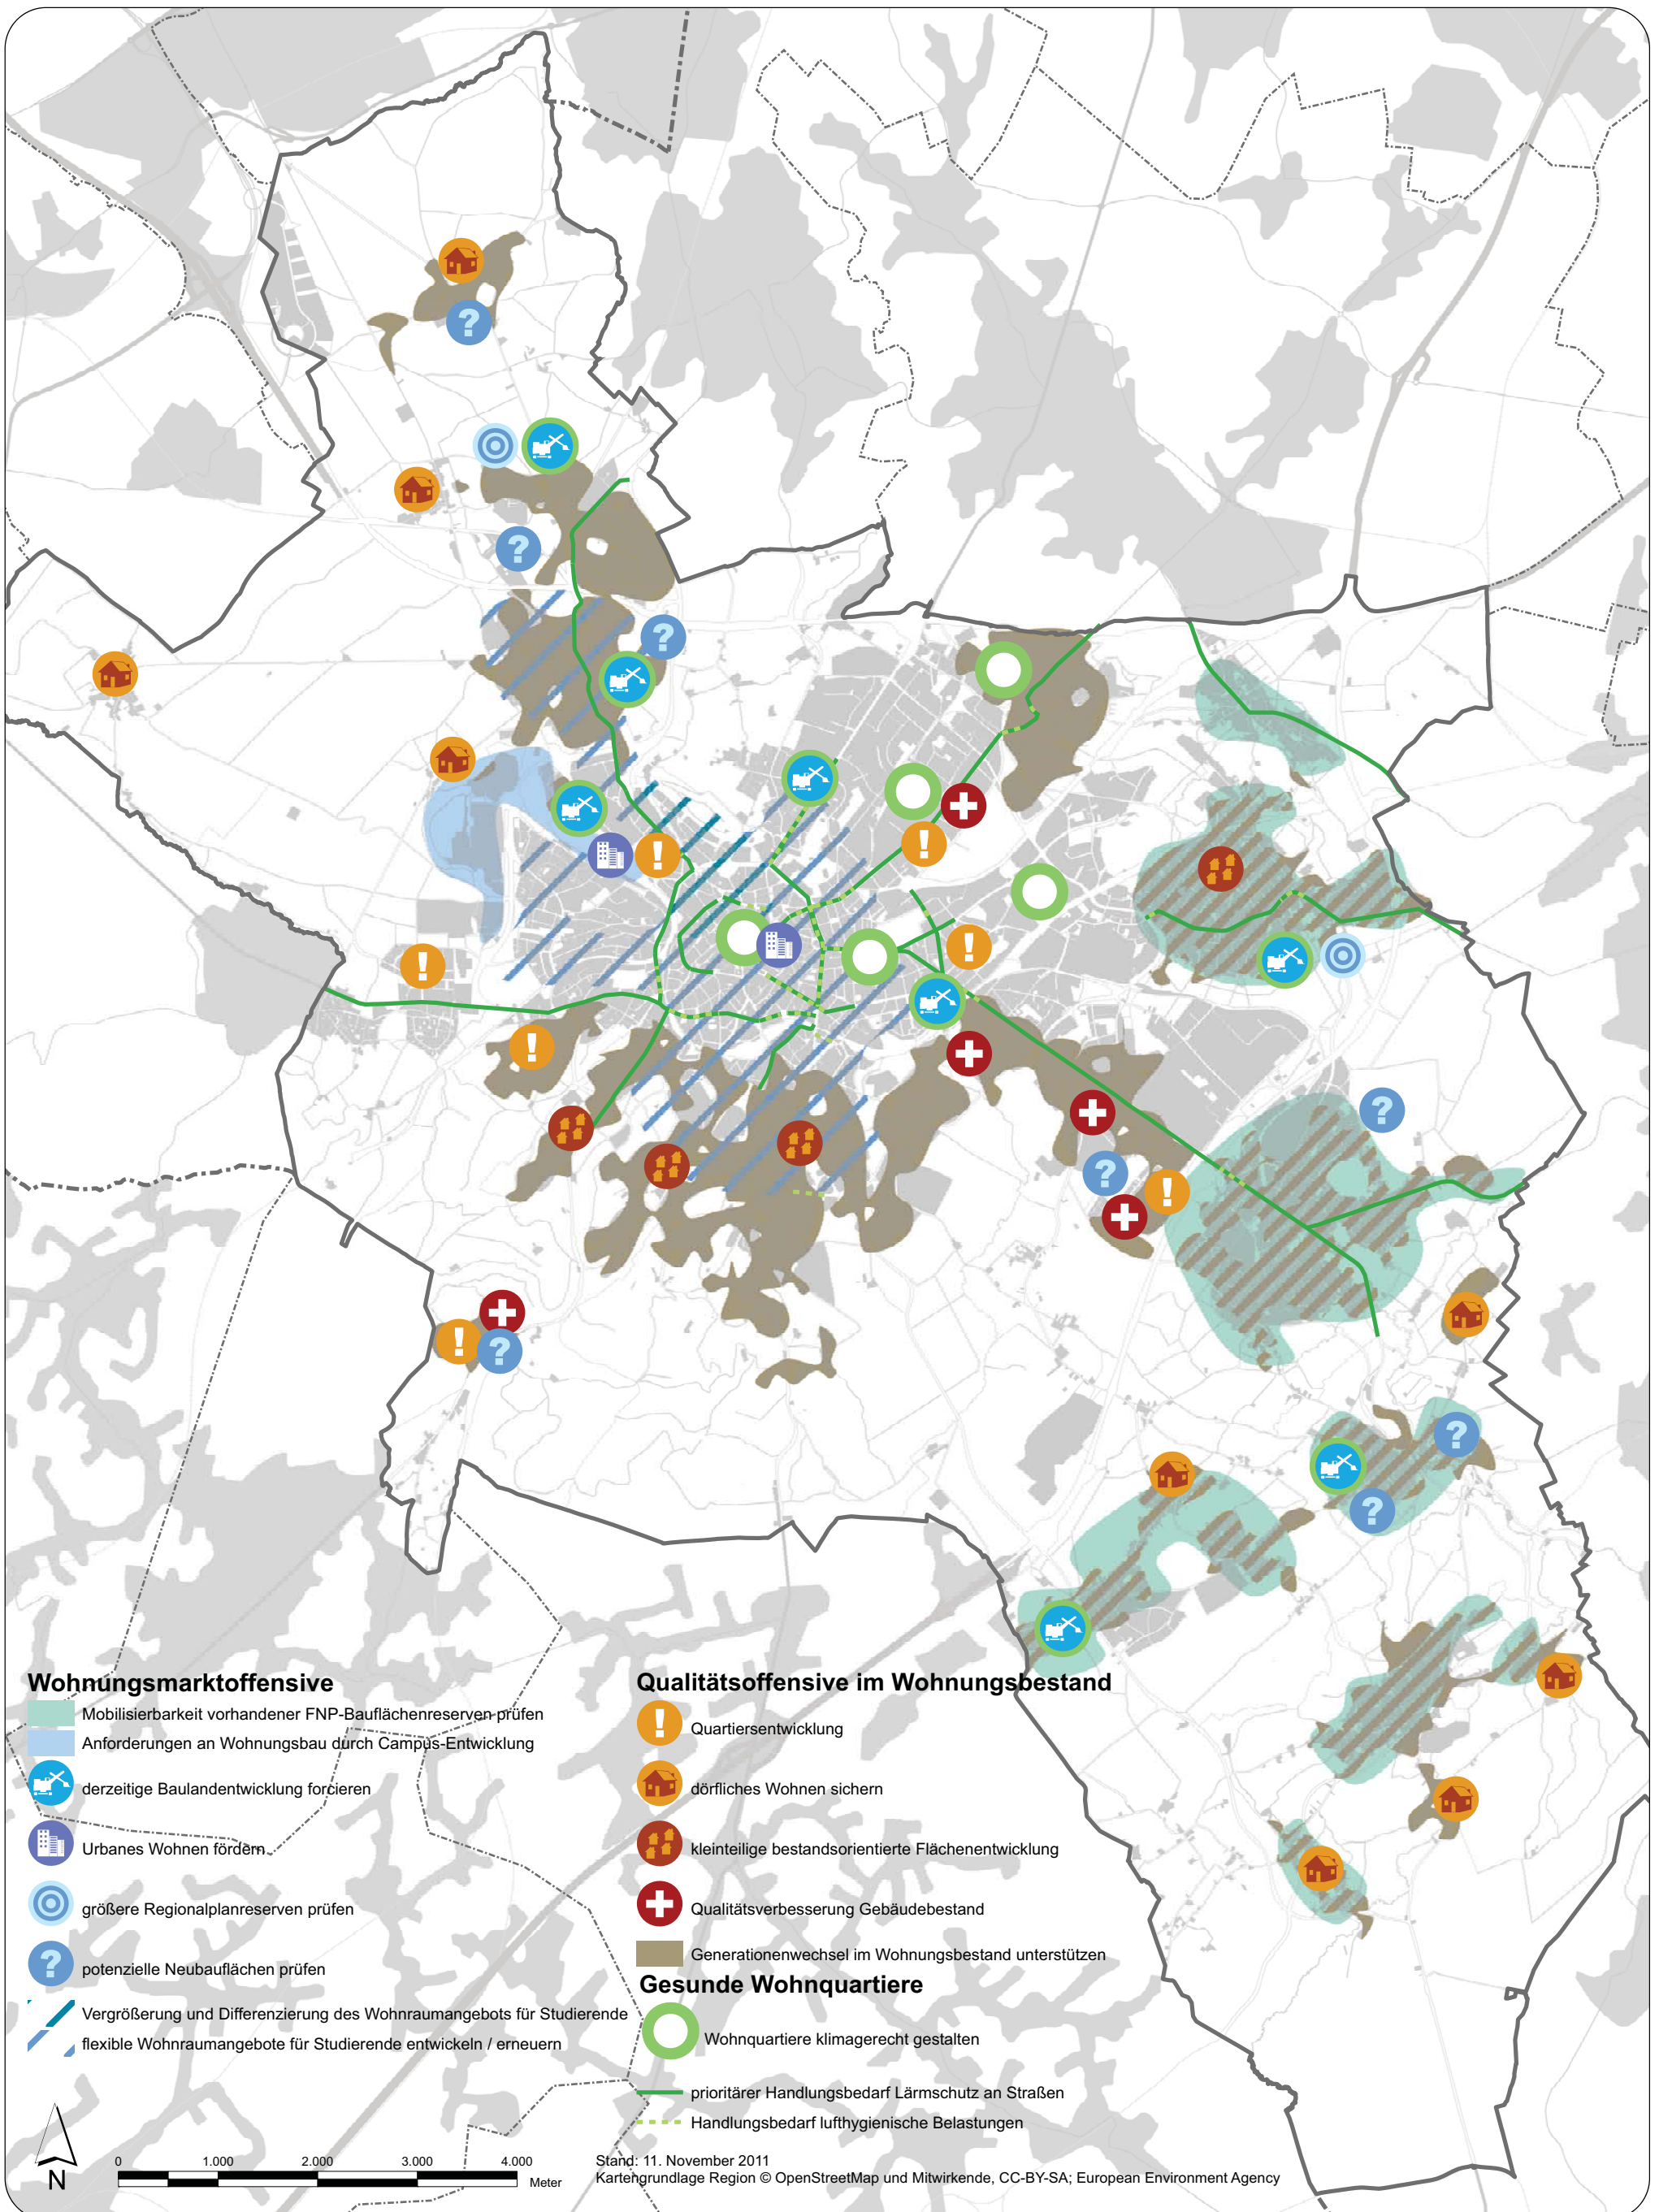 Wohnungsmarktoffensive
Mobilisierbarkeit vorhandener FNP-Bauflächenreserven prüfen
Anforderungen an Wohnungsbau durch Campus-Entwicklung
derzeitige Baulandentwicklung forcieren
Urbanes Wohnen fördern
größere Regionalplanreserven prüfen
potenzielle Neubauflächen prüfen
Vergrößerung und Differenzierung des Wohnraumangebots für Studierende
flexible Wohnraumangebote für Studierende entwickeln / erneuern
Qualitätsoffensive im Wohnungsbestand
Quartiersentwicklung
dörfliches Wohnen sichern
kleinteilige bestandsorientierte Flächenentwicklung
Qualitätsverbesserung Gebäudebestand
Generationenwechsel im Wohnungsbestand unterstützen
Gesunde Wohnquartiere
Wohnquartiere klimagerecht gestalten
prioritärer Handlungsbedarf Lärmschutz an Straßen
Handlungsbedarf lufthygienische Belastungen
N
0 1.000 2.000 3.000 4.000
Meter
Stand: 11. November 2011
Kartengrundlage Region © OpenStreetMap und Mitwirkende, CC-BY-SA; European Environment Agency